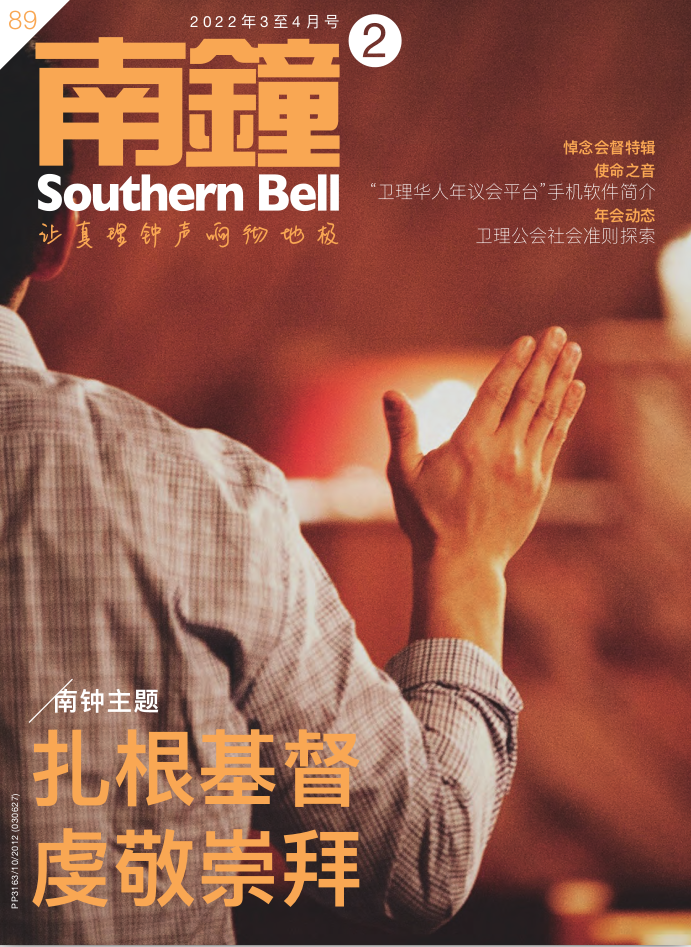 89
2022年3至4月号
2
南鐘
Southern Bell
让真理钟声响彻地极
悼念会督特辑
使命之音
“卫理华人年议会平台”手机软件简介
年会动态
卫理公会社会准则探索
南钟主题
扎根基督
虔敬崇拜
PP3163/10/2012 (030627)